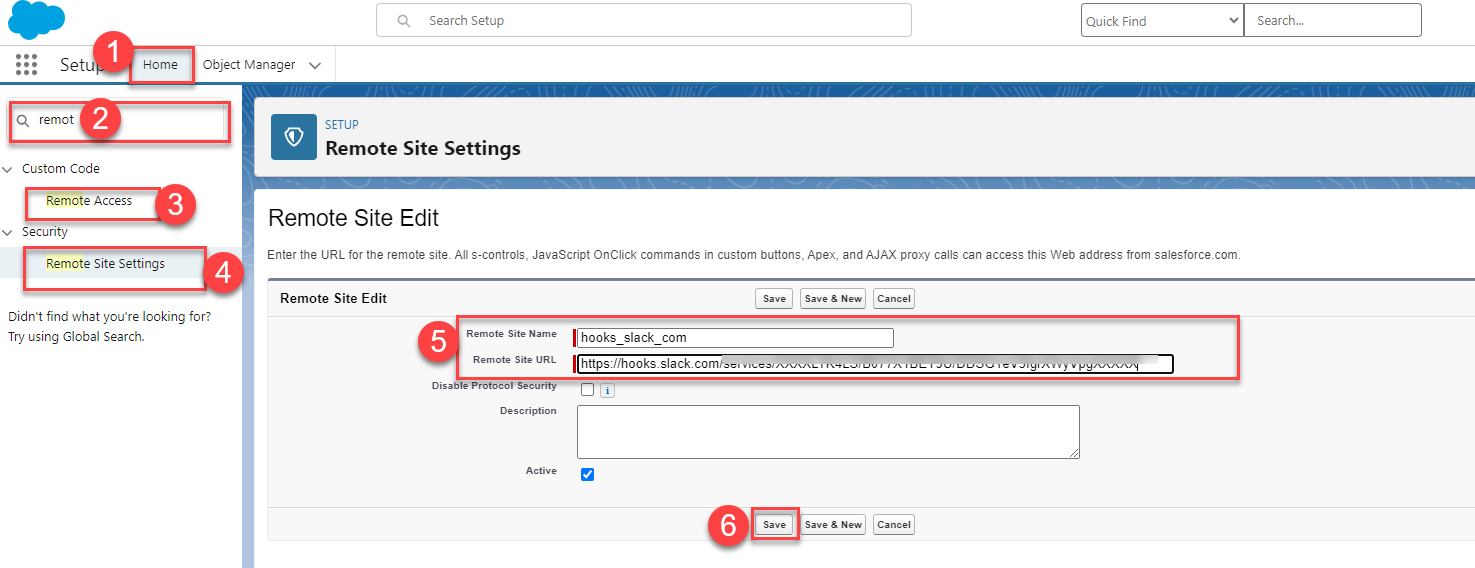 Search Setup
Quick Find
Search...
1
Setup
Home
Object Manager
remot
2
SETUP
Remote Site Settings
Custom Code
Remote Access
3
Security
Remote Site Settings
4
Didn't find what you're looking for?
Try using Global Search.
Remote Site Edit
Enter the URL for the remote site. All s-controls, JavaScript OnClick commands in custom buttons, Apex, and AJAX proxy calls can access this Web address from salesforce.com.
Remote Site Edit
Save
Save & New
Cancel
5
Remote Site Name
hooks_slack_com
Remote Site URL
https://hooks.slack.com/services/
Disable Protocol Security
i
Description
Active
6
Save
Save & New
Cancel